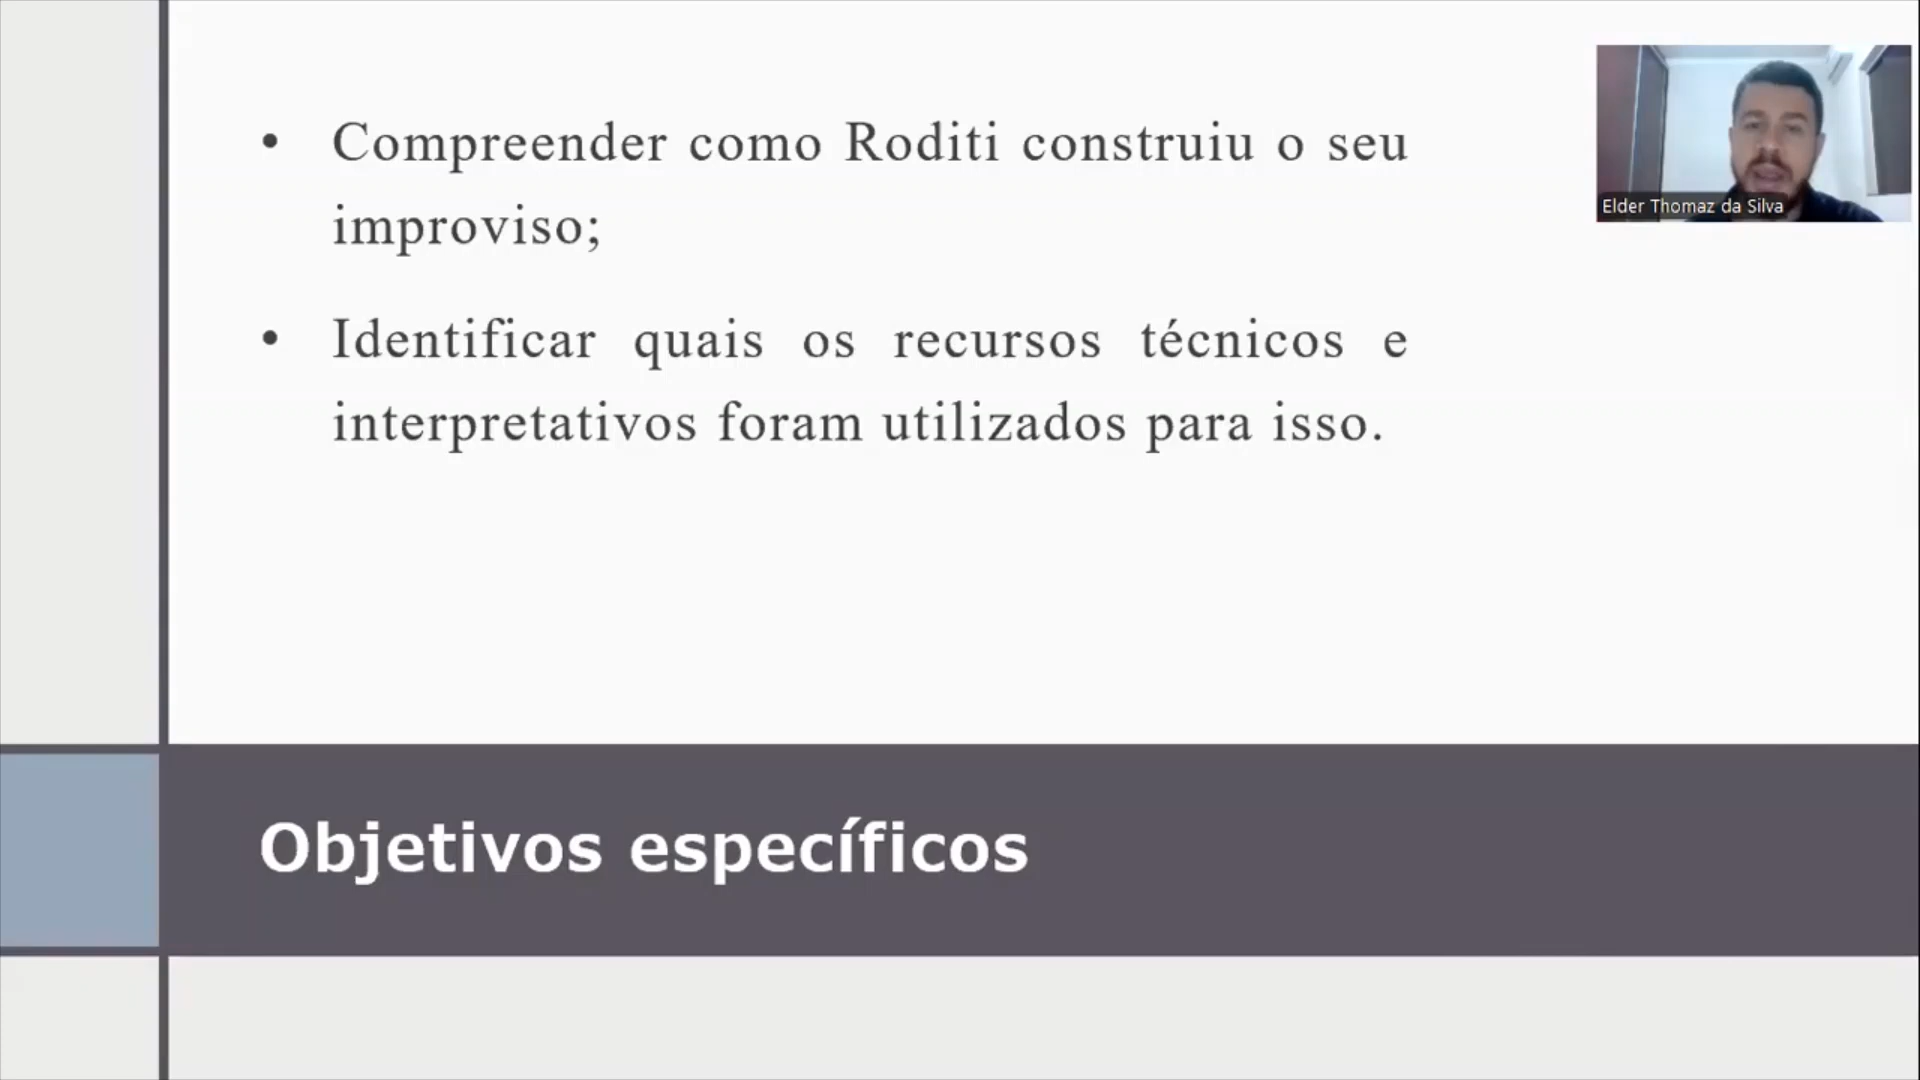 • Compreender como Roditi construiu o seu
improviso;
• Identificar quais os recursos técnicos e
interpretativos foram utilizados para isso.
Elder Thomaz da Silva
Objetivos específicos